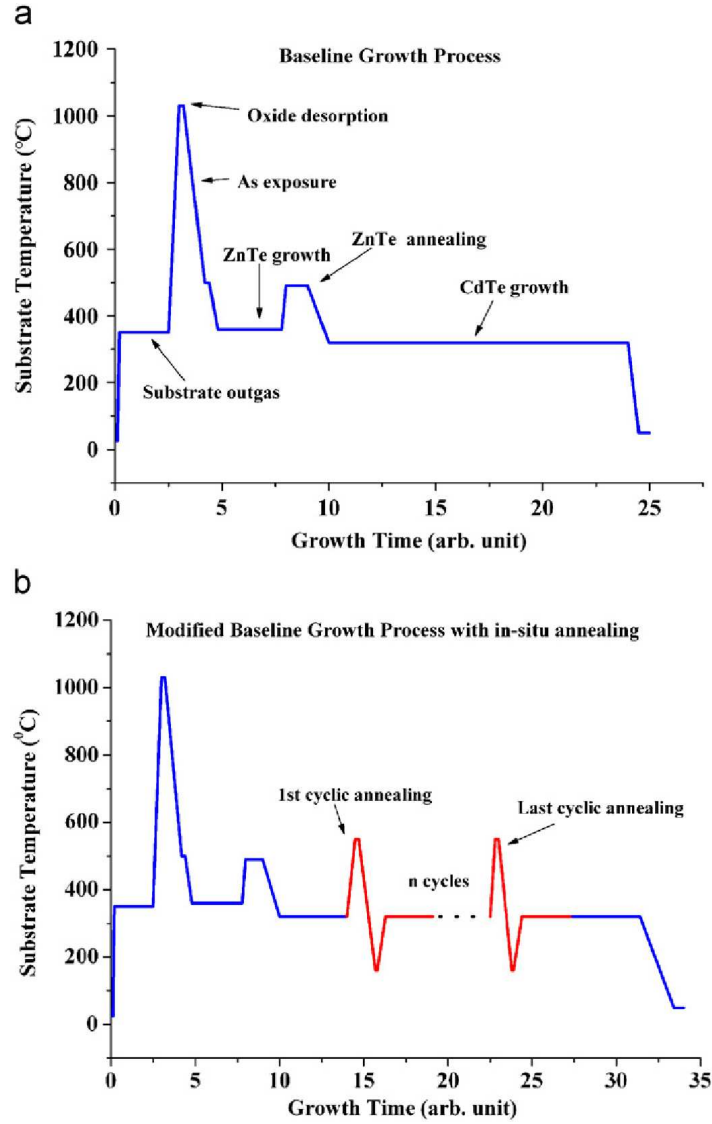 a
Baseline Growth Process
1200
1000
800
600
400
200
0
Substrate Temperature (°C)
Oxide desorption
As exposure
ZnTe growth
ZnTe annealing
CdTe growth
Substrate outgas
0 5 10 15 20 25
Growth Time (arb. unit)
b
Modified Baseline Growth Process with in-situ annealing
1200
1000
800
600
400
200
0
Substrate Temperature (⁰C)
1st cyclic annealing
Last cyclic annealing
n cycles
0 5 10 15 20 25 30 35
Growth Time (arb. unit)